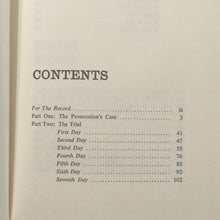 CONTENTS
For The Record ix
Part One: The Prosecution's Case 3
Part Two: The Trial
First Day 41
Second Day 47
Third Day 55
Fourth Day 76
Fifth Day 83
Sixth Day 92
Seventh Day 102